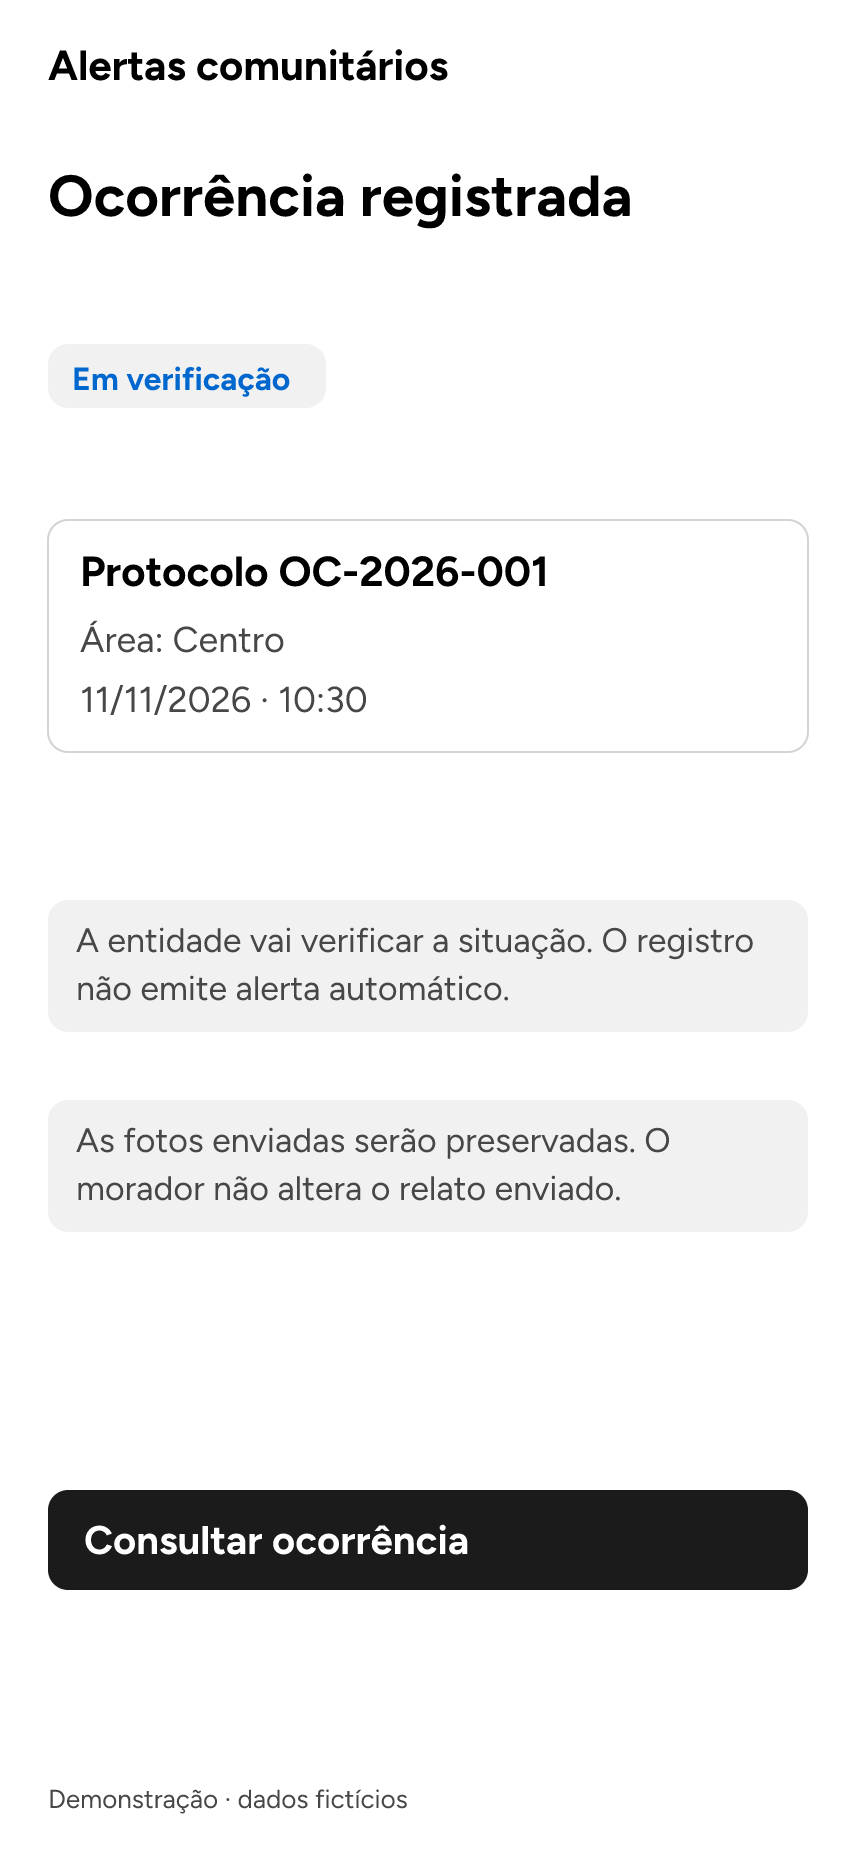 Alertas comunitários
Ocorrência registrada
Em verificação
Protocolo OC-2026-001
Área: Centro
11/11/2026 · 10:30
A entidade vai verificar a situação. O registro
não emite alerta automático.
As fotos enviadas serão preservadas. O
morador não altera o relato enviado.
Consultar ocorrência
Demonstração · dados fictícios